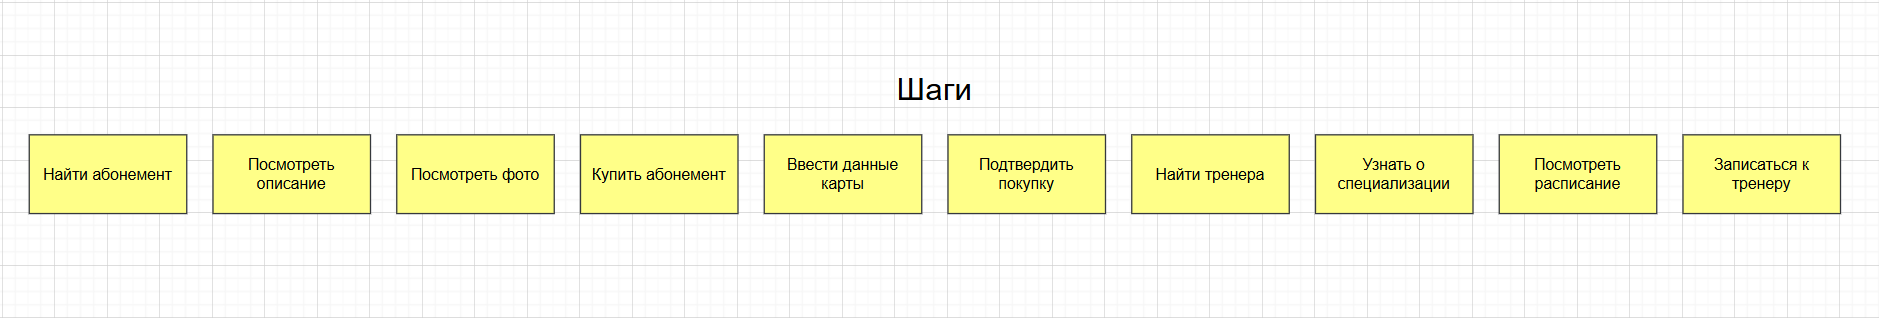 Шаги
Найти абонемент
Посмотреть
описание
Посмотреть фото
Купить абонемент
Ввести данные
карты
Подтвердить
покупку
Найти тренера
Узнать о
специализации
Посмотреть
расписание
Записаться к
тренеру